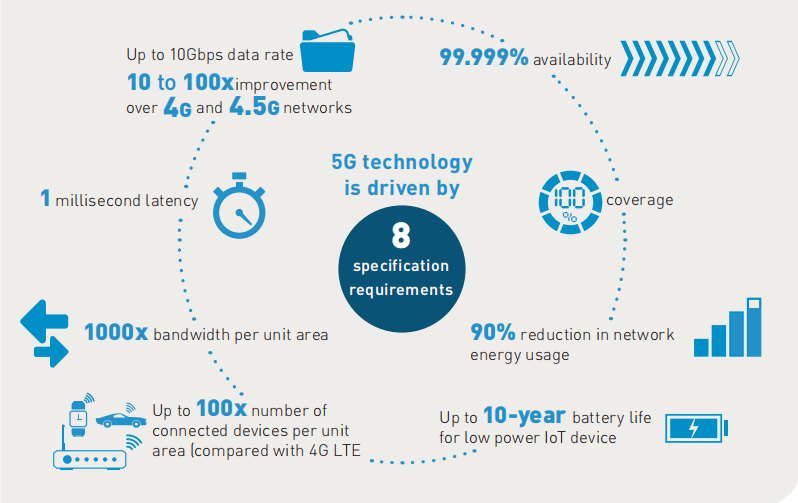 Up to 10Gbps data rate
10 to 100x improvement
over 4G and 4.5G networks
99.999% availability
5G technology
is driven by
8
specification
requirements
1 millisecond latency
100
%
coverage
1000x bandwidth per unit area
90% reduction in network
energy usage
Up to 100x number of
connected devices per unit
area (compared with 4G LTE
Up to 10-year battery life
for low power IoT device